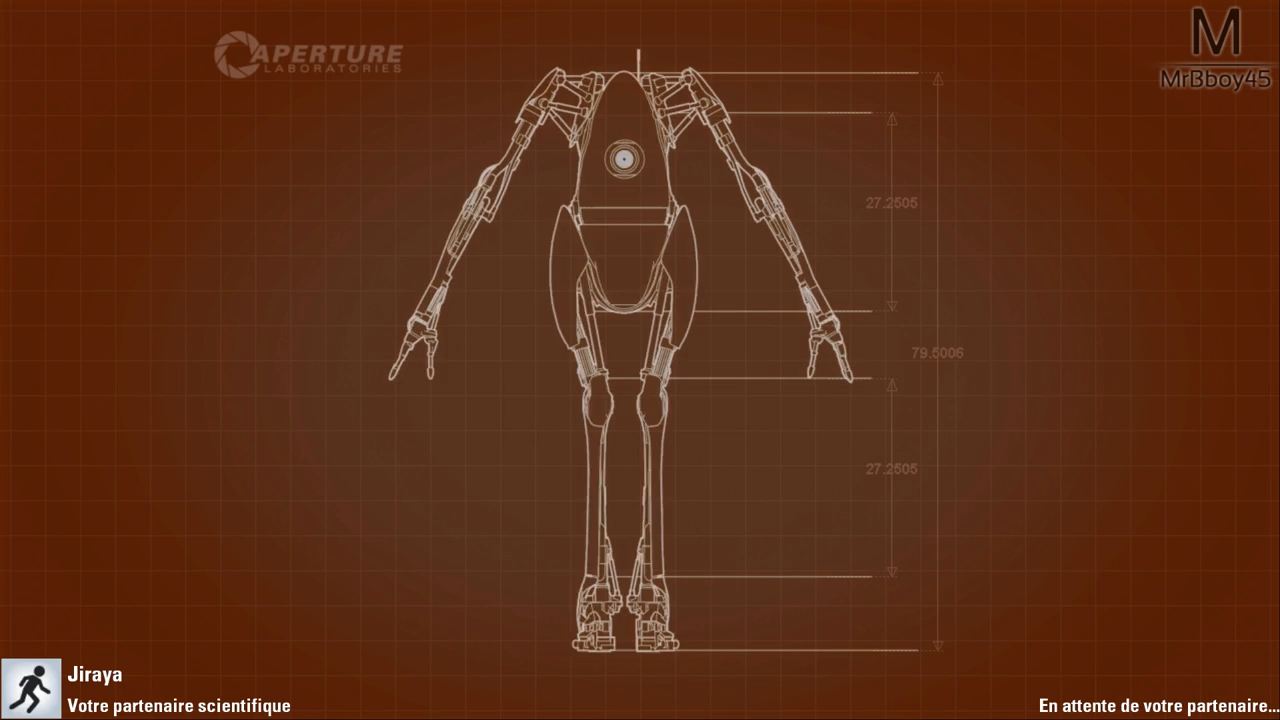 APERTURE
LABORATORIES
M
MrBboy45
27.2505
79.5006
27.2505
Jiraya
Votre partenaire scientifique
En attente de votre partenaire...